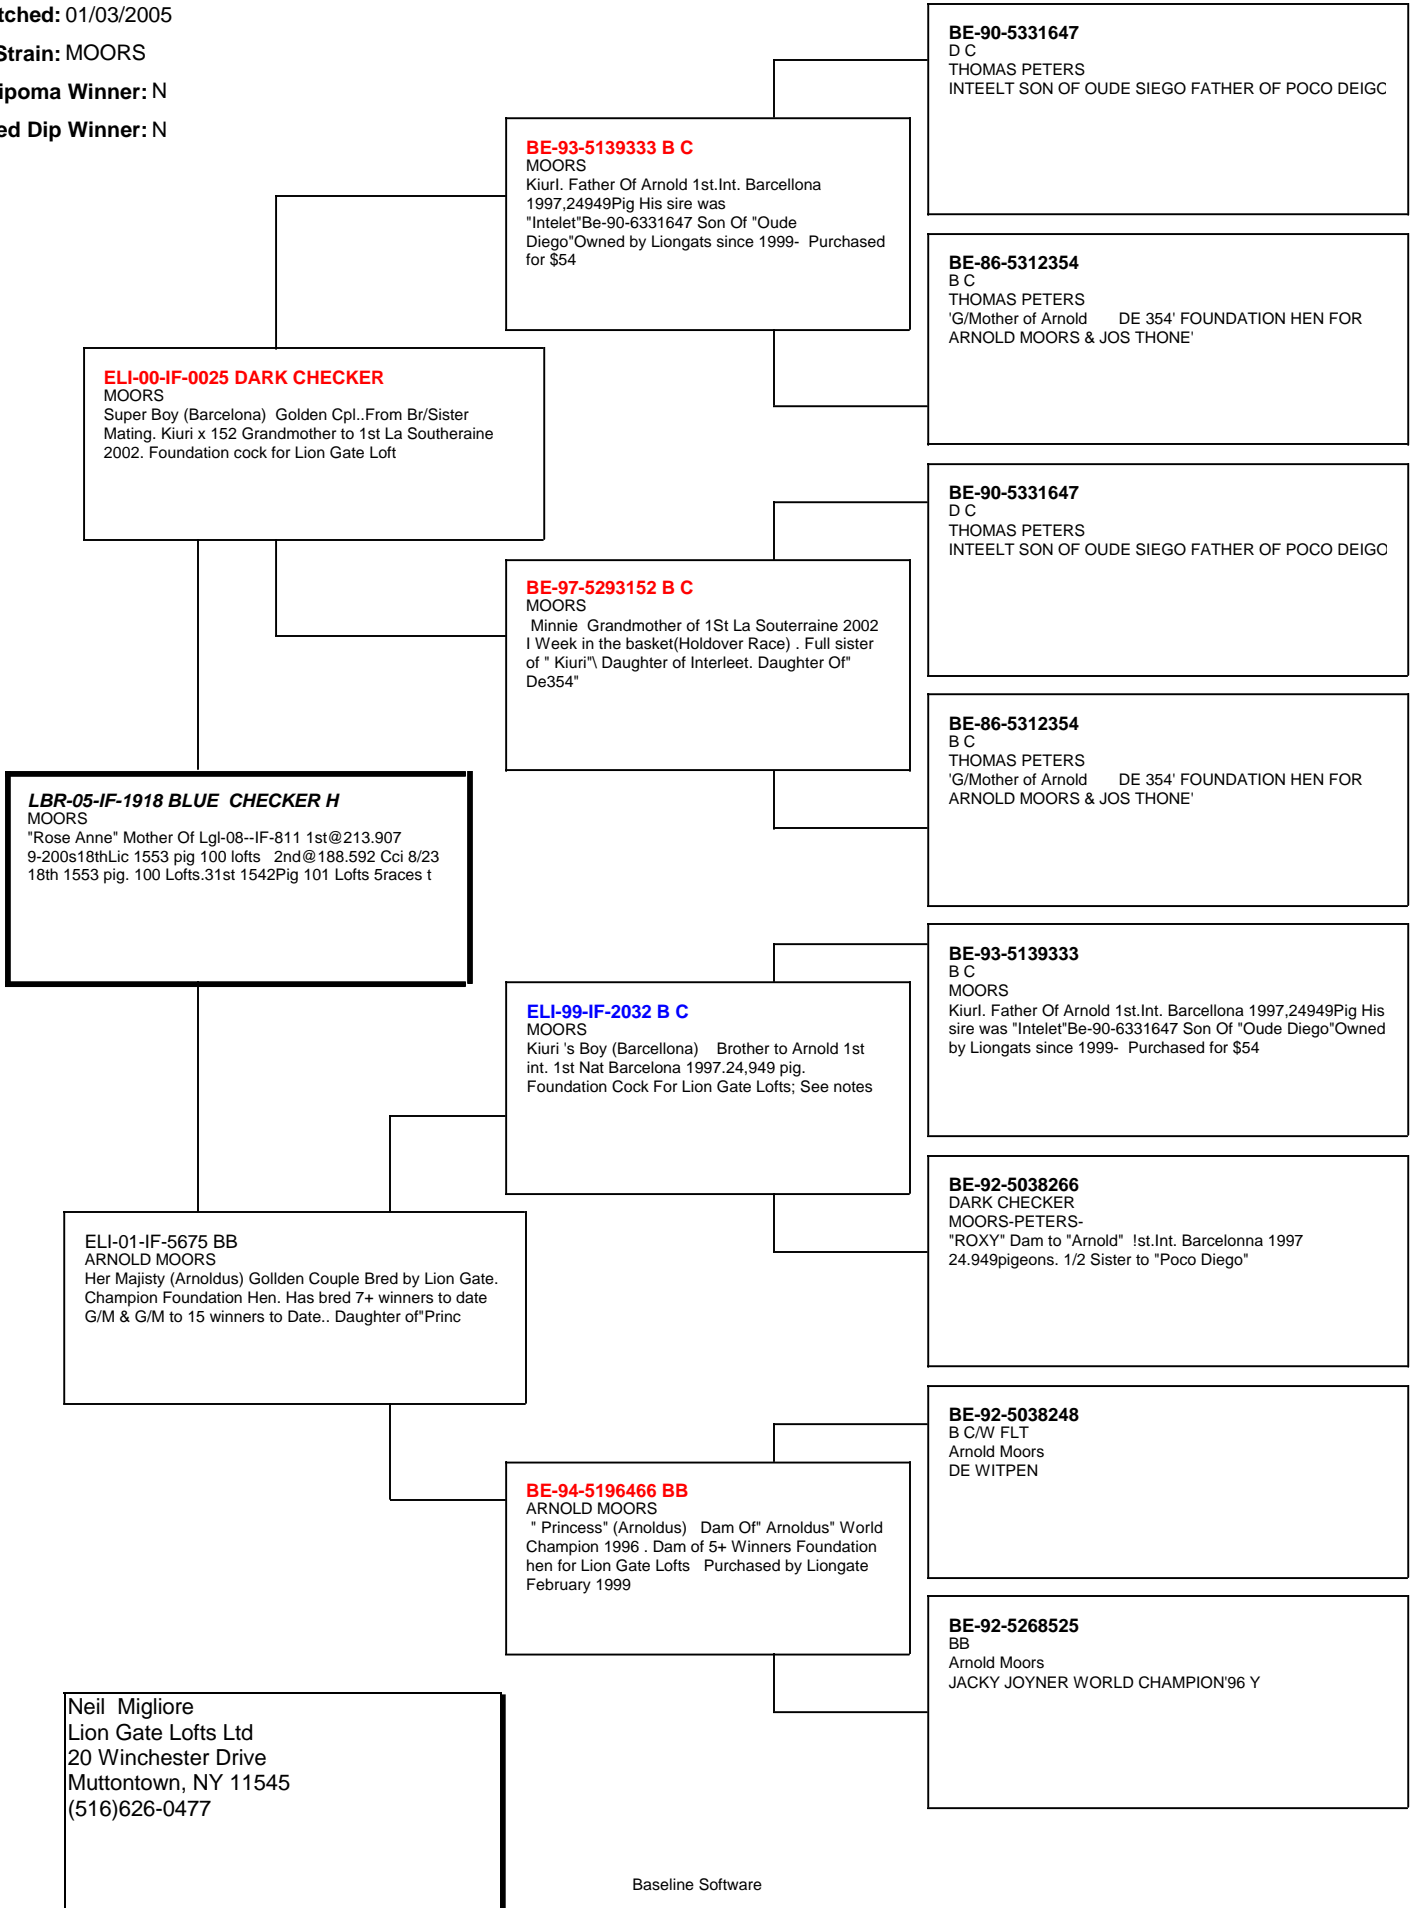 tched: 01/03/2005
Strain: MOORS
ipoma Winner: N
ed Dip Winner: N
BE-90-5331647
D C
THOMAS PETERS
INTEELT SON OF OUDE SIEGO FATHER OF POCO DEIGO
BE-93-5139333 B C
MOORS
KiurI. Father Of Arnold 1st.Int. Barcellona
1997,24949Pig His sire was
"Intelet"Be-90-6331647 Son Of "Oude
Diego"Owned by Liongats since 1999-  Purchased
for $54
BE-86-5312354
B C
THOMAS PETERS
'G/Mother of Arnold      DE 354' FOUNDATION HEN FOR
ARNOLD MOORS & JOS THONE'
ELI-00-IF-0025 DARK CHECKER
MOORS
Super Boy (Barcelona)  Golden Cpl..From Br/Sister
Mating. Kiuri x 152 Grandmother to 1st La Southeraine
2002. Foundation cock for Lion Gate Loft
BE-90-5331647
D C
THOMAS PETERS
INTEELT SON OF OUDE SIEGO FATHER OF POCO DEIGO
BE-97-5293152 B C
MOORS
Minnie  Grandmother of 1St La Souterraine 2002
I Week in the basket(Holdover Race) . Full sister
of " Kiuri"\ Daughter of Interleet. Daughter Of"
De354"
BE-86-5312354
B C
THOMAS PETERS
'G/Mother of Arnold      DE 354' FOUNDATION HEN FOR
ARNOLD MOORS & JOS THONE'
LBR-05-IF-1918 BLUE  CHECKER H
MOORS
"Rose Anne" Mother Of Lgl-08--IF-811 1st@213.907
9-200s18thLic 1553 pig 100 lofts   2nd@188.592 Cci 8/23
18th 1553 pig. 100 Lofts.31st 1542Pig 101 Lofts 5races t
BE-93-5139333
B C
MOORS
KiurI. Father Of Arnold 1st.Int. Barcellona 1997,24949Pig His
sire was "Intelet"Be-90-6331647 Son Of "Oude Diego"Owned
by Liongats since 1999-  Purchased for $54
ELI-99-IF-2032 B C
MOORS
Kiuri 's Boy (Barcellona)    Brother to Arnold 1st
int. 1st Nat Barcelona 1997.24,949 pig.
Foundation Cock For Lion Gate Lofts; See notes
BE-92-5038266
DARK CHECKER
MOORS-PETERS-
"ROXY" Dam to "Arnold"  !st.Int. Barcelonna 1997
24.949pigeons. 1/2 Sister to "Poco Diego"
ELI-01-IF-5675 BB
ARNOLD MOORS
Her Majisty (Arnoldus) Gollden Couple Bred by Lion Gate.
Champion Foundation Hen. Has bred 7+ winners to date
G/M & G/M to 15 winners to Date.. Daughter of"Princ
BE-92-5038248
B C/W FLT
Arnold Moors
DE WITPEN
BE-94-5196466 BB
ARNOLD MOORS
" Princess" (Arnoldus)   Dam Of" Arnoldus" World
Champion 1996 . Dam of 5+ Winners Foundation
hen for Lion Gate Lofts   Purchased by Liongate
February 1999
BE-92-5268525
BB
Arnold Moors
JACKY JOYNER WORLD CHAMPION'96 Y
Neil  Migliore
Lion Gate Lofts Ltd
20 Winchester Drive
Muttontown, NY 11545
(516)626-0477
Baseline Software